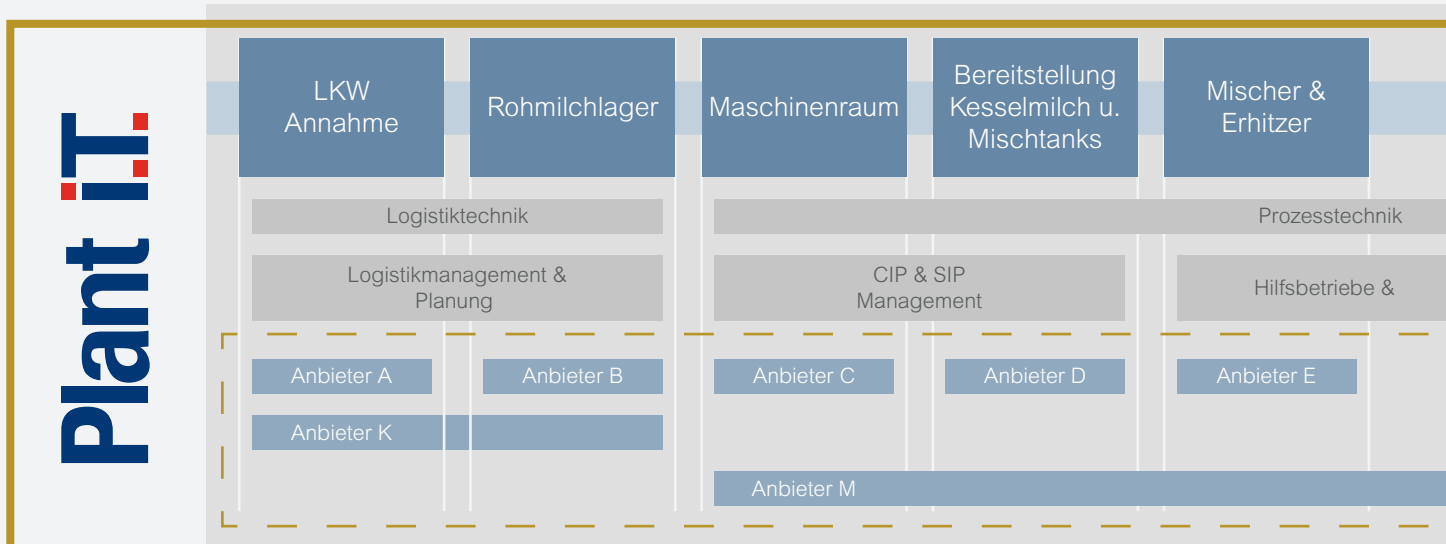 Plant i.T.
LKW
Annahme
Rohmilchlager
Maschinenraum
Bereitstellung
Kesselmilch u.
Mischtanks
Mischer &
Erhitzer
Logistiktechnik
Prozesstechnik
Logistikmanagement &
Planung
CIP & SIP
Management
Hilfsbetriebe &
Anbieter A
Anbieter B
Anbieter C
Anbieter D
Anbieter E
Anbieter K
Anbieter M